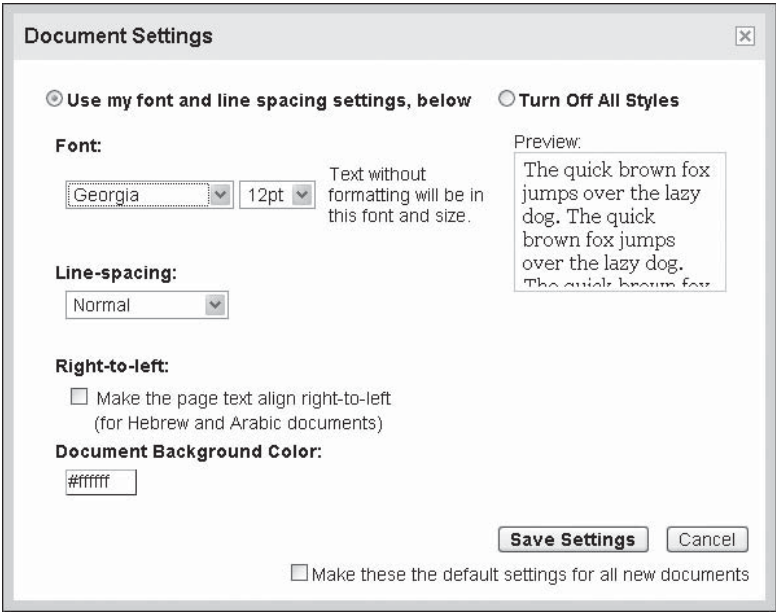 Document Settings
Use my font and line spacing settings, below
Turn Off All Styles
Font:
Georgia
12pt
Text without
formatting will be in
this font and size.
Preview:
The quick brown fox
jumps over the lazy
dog. The quick
brown fox jumps
over the lazy dog.
The quick brown fox
Line-spacing:
Normal
Right-to-left:
Make the page text align right-to-left
(for Hebrew and Arabic documents)
Document Background Color:
#ffffff
Save Settings
Cancel
Make these the default settings for all new documents